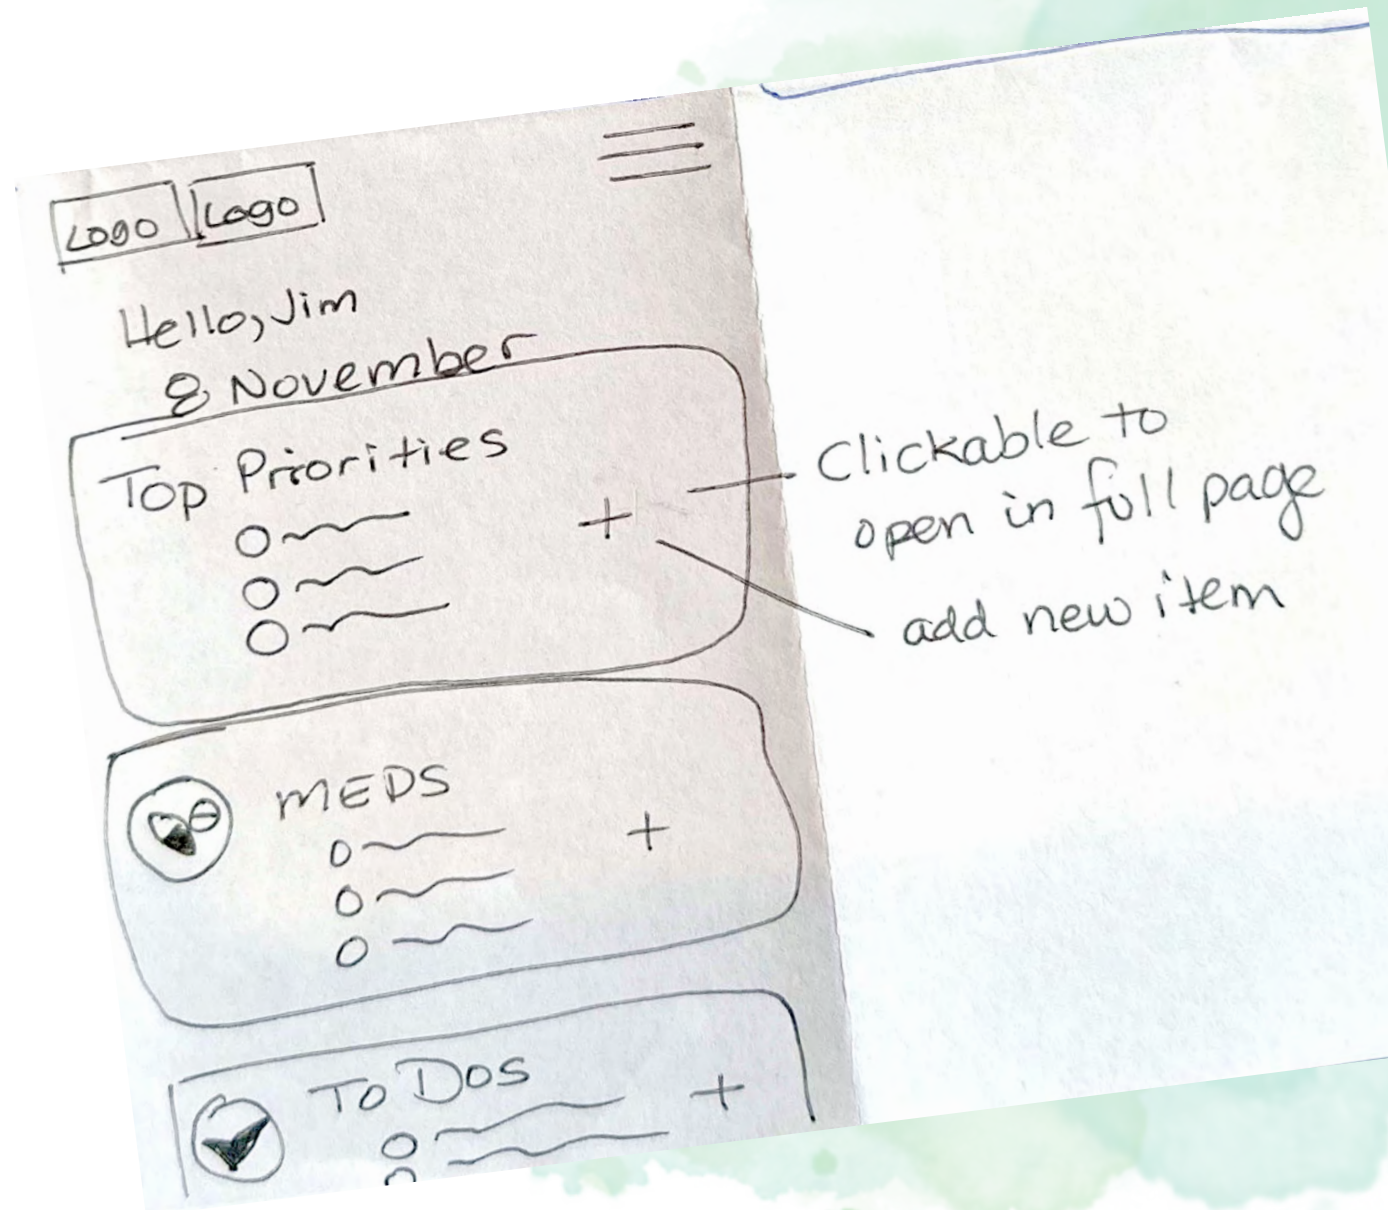 Logo Logo
Hello, Jim
8 November
Top Priorities
+
Clickable to
open in full page
add new item
MEDS
+
To Dos
+